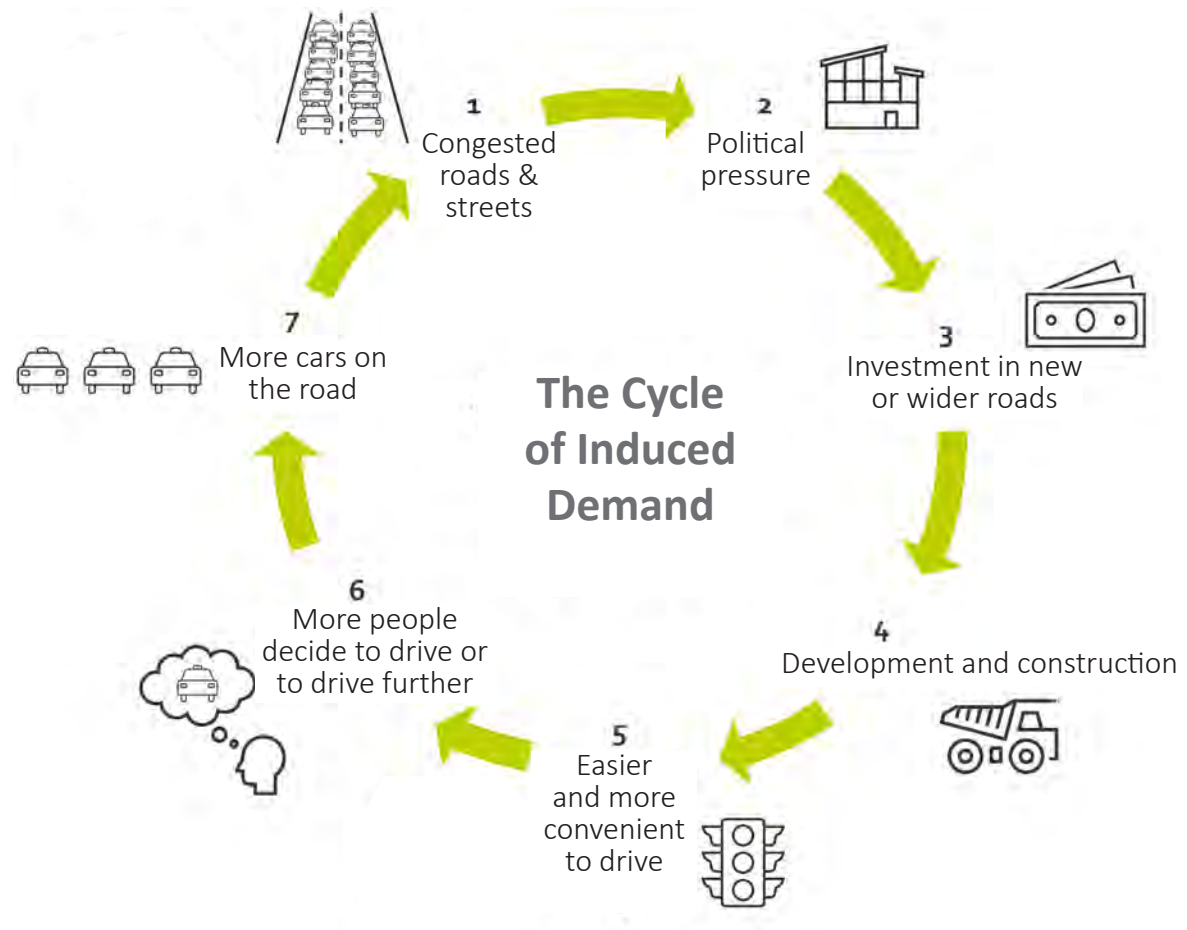 1
Congested
roads &
streets
2
Political
pressure
3
Investment in new
or wider roads
4
Development and construction
5
Easier
and more
convenient
to drive
6
More people
decide to drive or
to drive further
7
More cars on
the road
The Cycle
of Induced
Demand